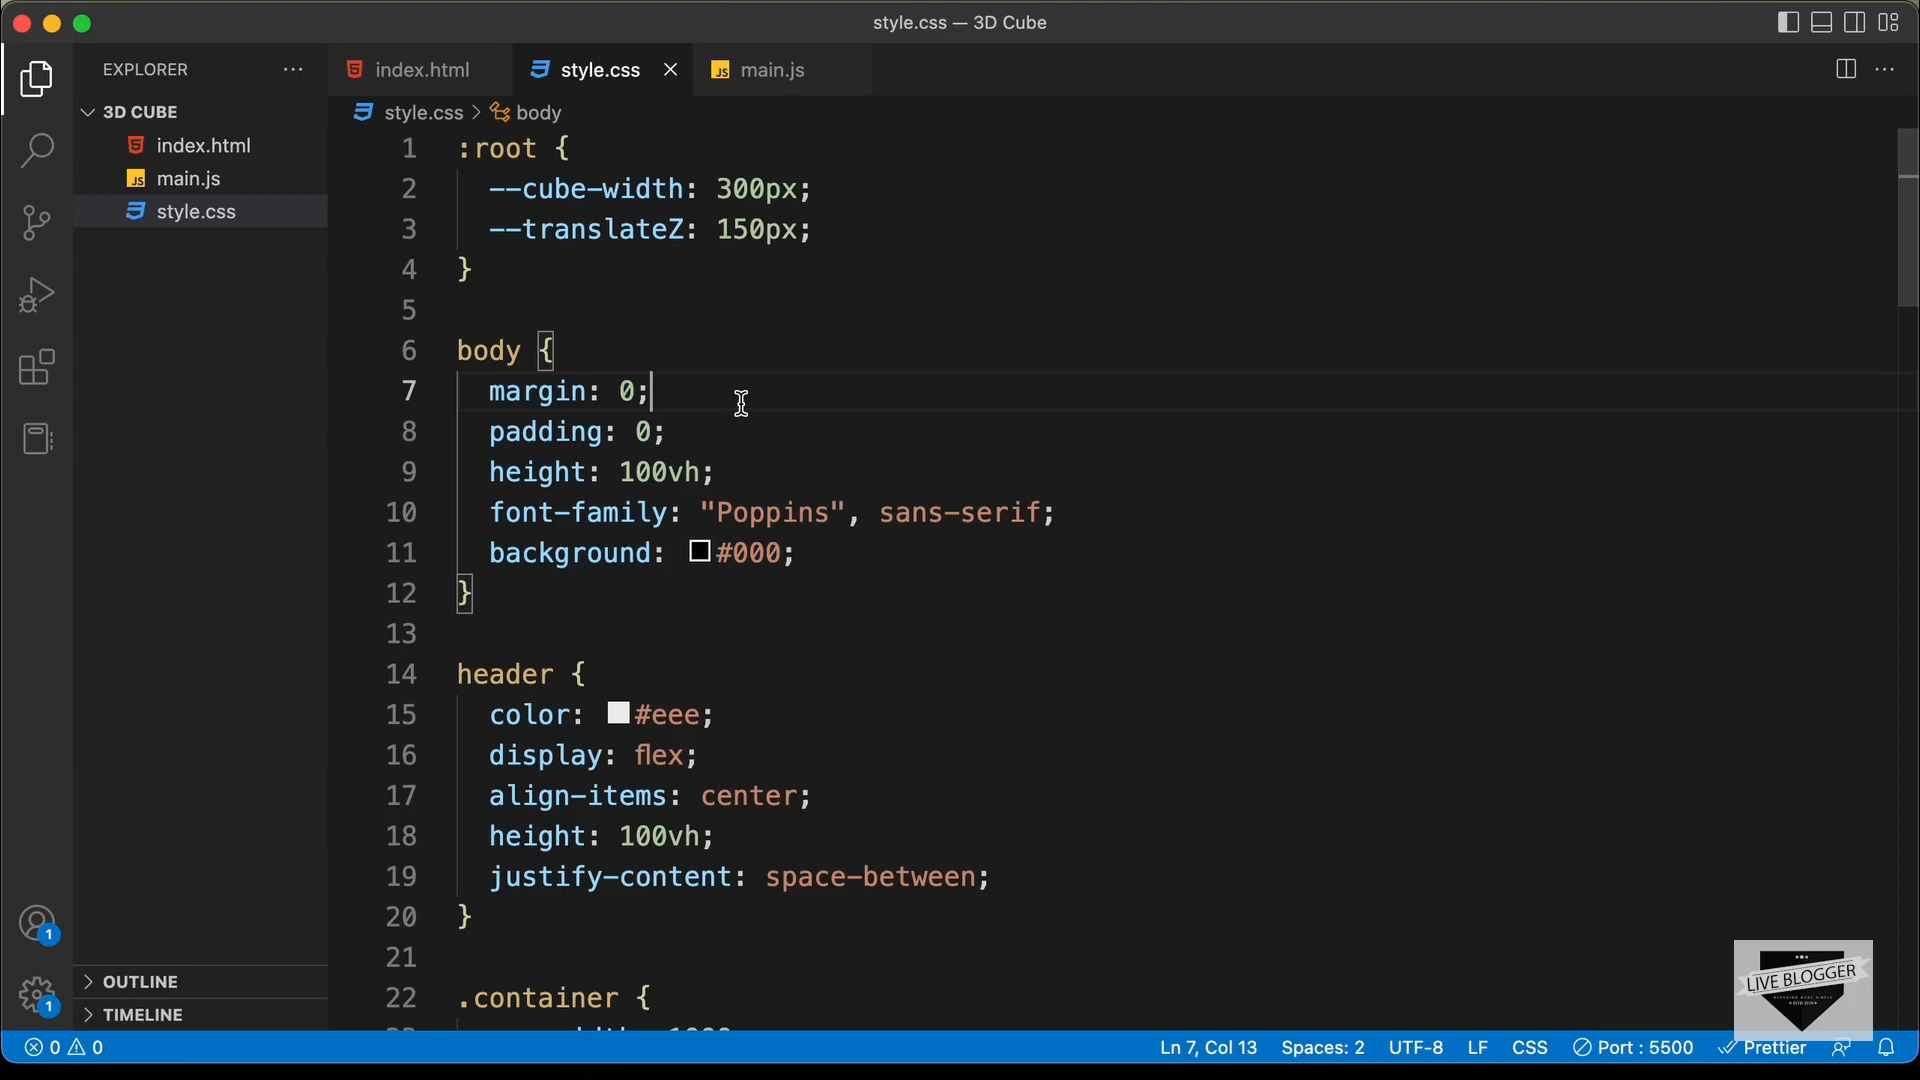 style.css — 3D Cube
EXPLORER
index.html
style.css
main.js
3D CUBE
index.html
main.js
style.css
style.css > body
1 :root {
2 --cube-width: 300px;
3 --translateZ: 150px;
4 }
5
6 body {
7 margin: 0;
8 padding: 0;
9 height: 100vh;
10 font-family: "Poppins", sans-serif;
11 background: #000;
12 }
13
14 header {
15 color: #eee;
16 display: flex;
17 align-items: center;
18 height: 100vh;
19 justify-content: space-between;
20 }
21
22 .container {
OUTLINE
TIMELINE
1
1
LIVE BLOGGER
0 0
Ln 7, Col 13 Spaces: 2 UTF-8 LF CSS Port : 5500 Prettier